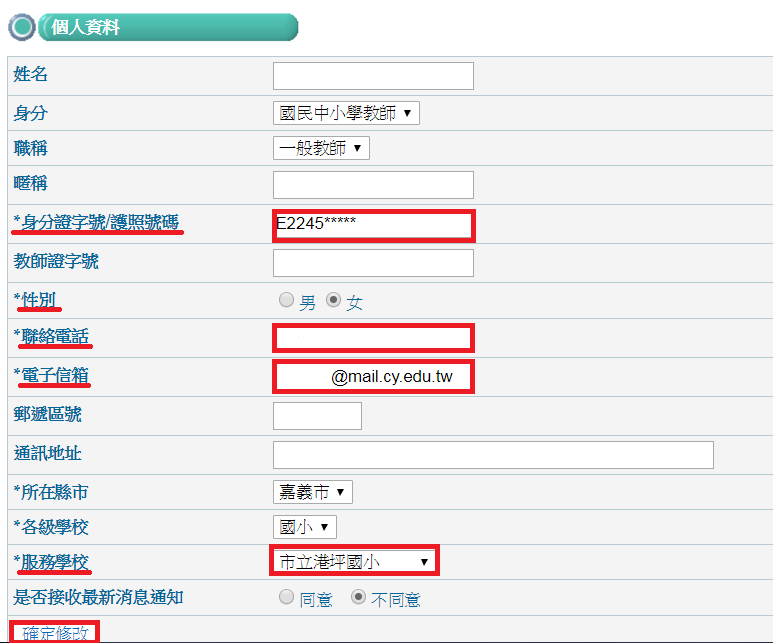 個人資料
姓名
身分 國民中小學教師
職稱 一般教師
暱稱
*身分證字號/護照號碼 E2245*****
教師證字號
*性別 男 女
*聯絡電話
*電子信箱 @mail.cy.edu.tw
郵遞區號
通訊地址
*所在縣市 嘉義市
*各級學校 國小
*服務學校 市立港坪國小
是否接收最新消息通知 同意 不同意
確定修改